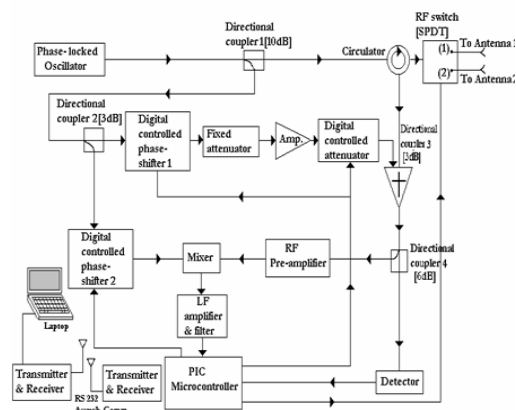 Phase-locked
Oscillator
Directional
coupler 1 [10dB]
Circulator
RF switch
[SPDT]
(1)
(2)
To Antenna 1
To Antenna 2
Directional
coupler 2 [3dB]
Digital
controlled
phase-
shifter 1
Fixed
attenuator
Amp.
Digital
controlled
attenuator
Directional
coupler 3
[3dB]
Digital
controlled
phase-
shifter 2
Mixer
RF
Pre-amplifier
Directional
coupler 4
[6dB]
LF
amplifier
& filter
Laptop
Transmitter
& Receiver
RS 232
Transmitter
& Receiver
PIC
Microcontroller
Detector